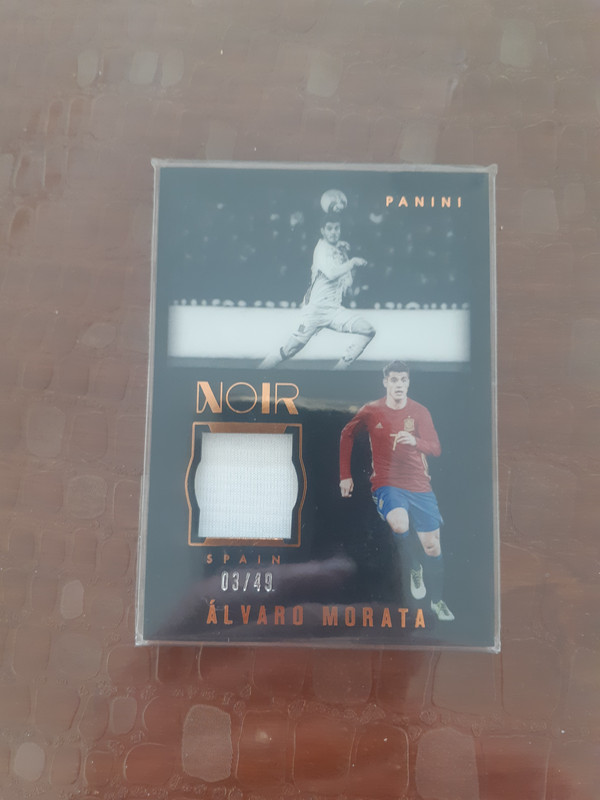 PANINI
NOIR
SPAIN
03/49
ÁLVARO MORATA